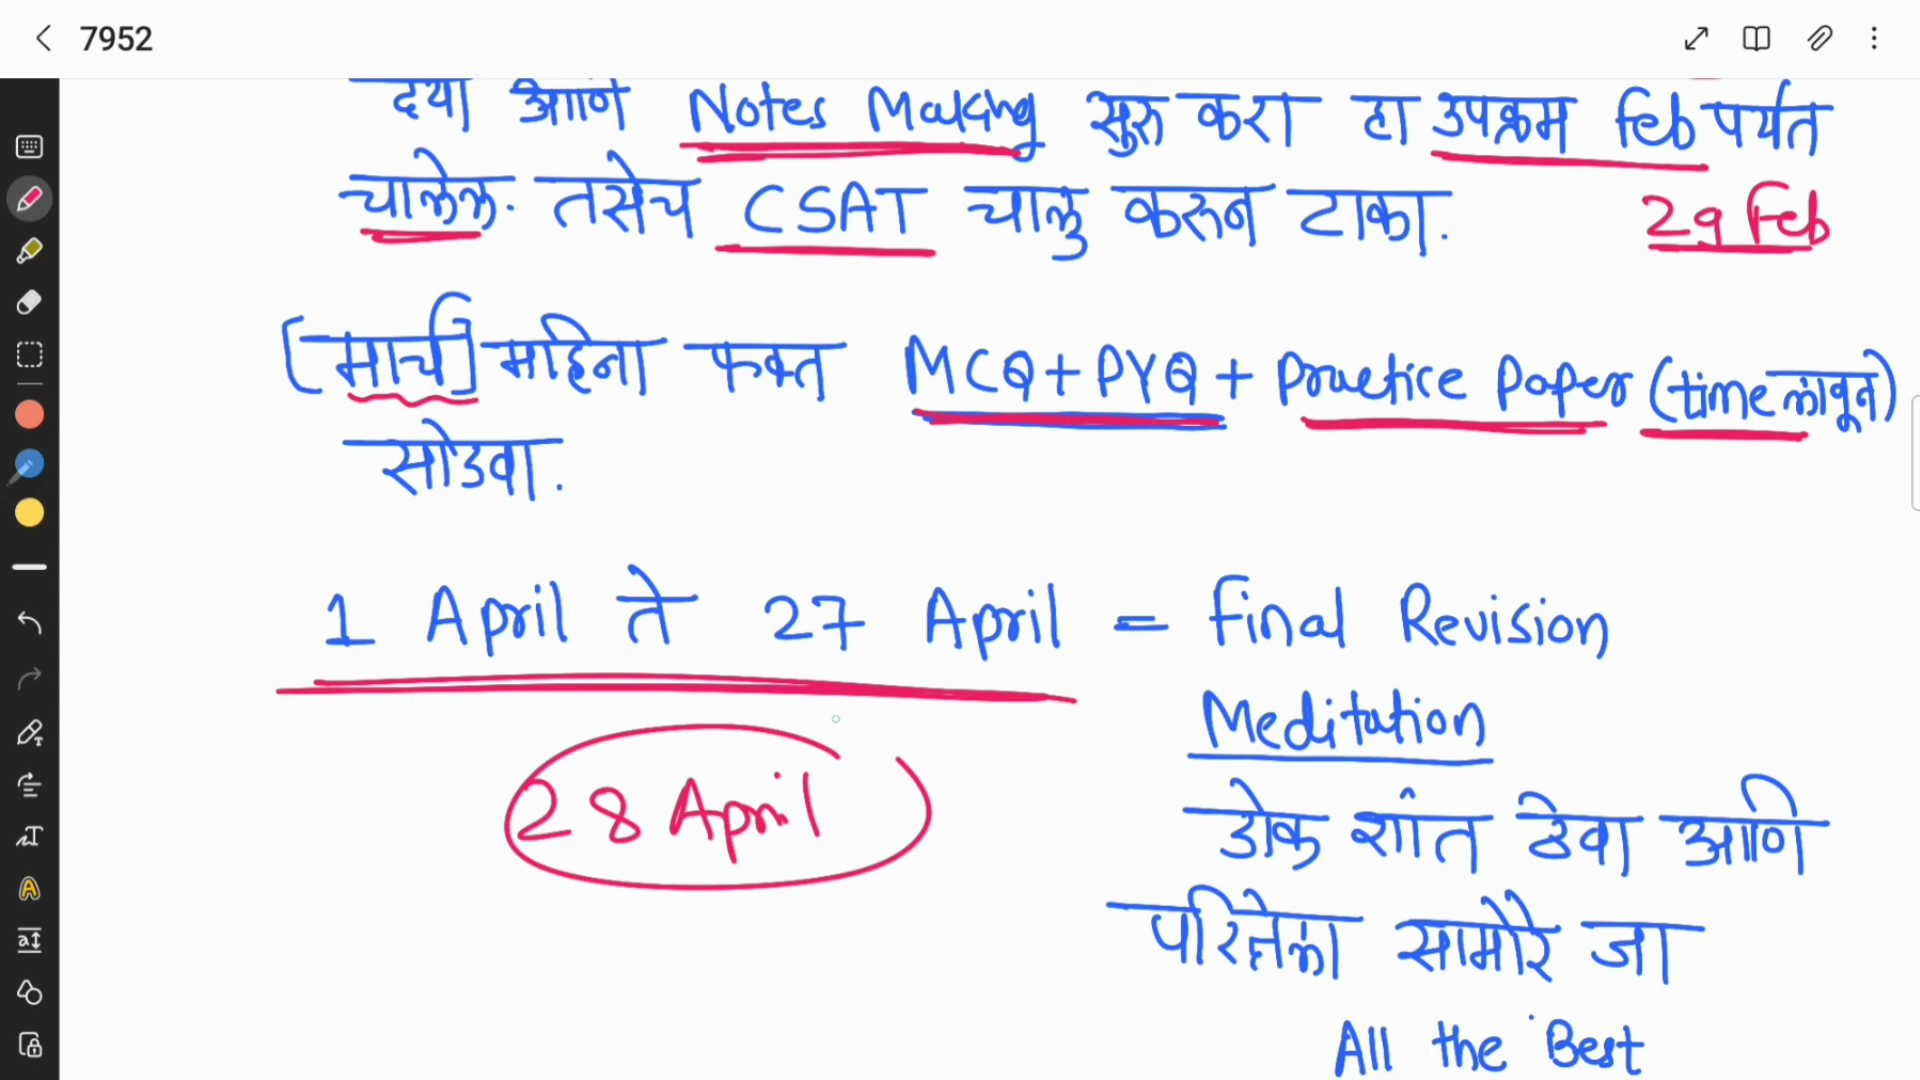 7952
द्या आणि Notes Making सुरु करा हा उपक्रम Feb पर्यंत
चालेल. तसेच CSAT चालु करून टाका. 29 Feb
[मार्च] महिना फक्त MCQ + PYQ + Practice Paper (time लावून)
सोडवा.
1 April ते 27 April = Final Revision
28 April
Meditation
डोक शांत ठेवा आणि
परिक्षेला सामोरे जा
All the Best